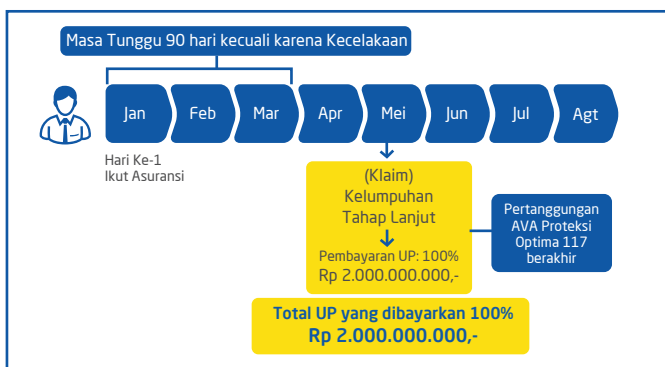 Masa Tunggu 90 hari kecuali karena Kecelakaan
Jan
Feb
Mar
Apr
Mei
Jun
Jul
Agt
Hari Ke-1
Ikut Asuransi
(Klaim)
Kelumpuhan
Tahap Lanjut
Pembayaran UP: 100%
Rp 2.000.000.000,-
Pertanggungan
AVA Proteksi
Optima 117
berakhir
Total UP yang dibayarkan 100%
Rp 2.000.000.000,-